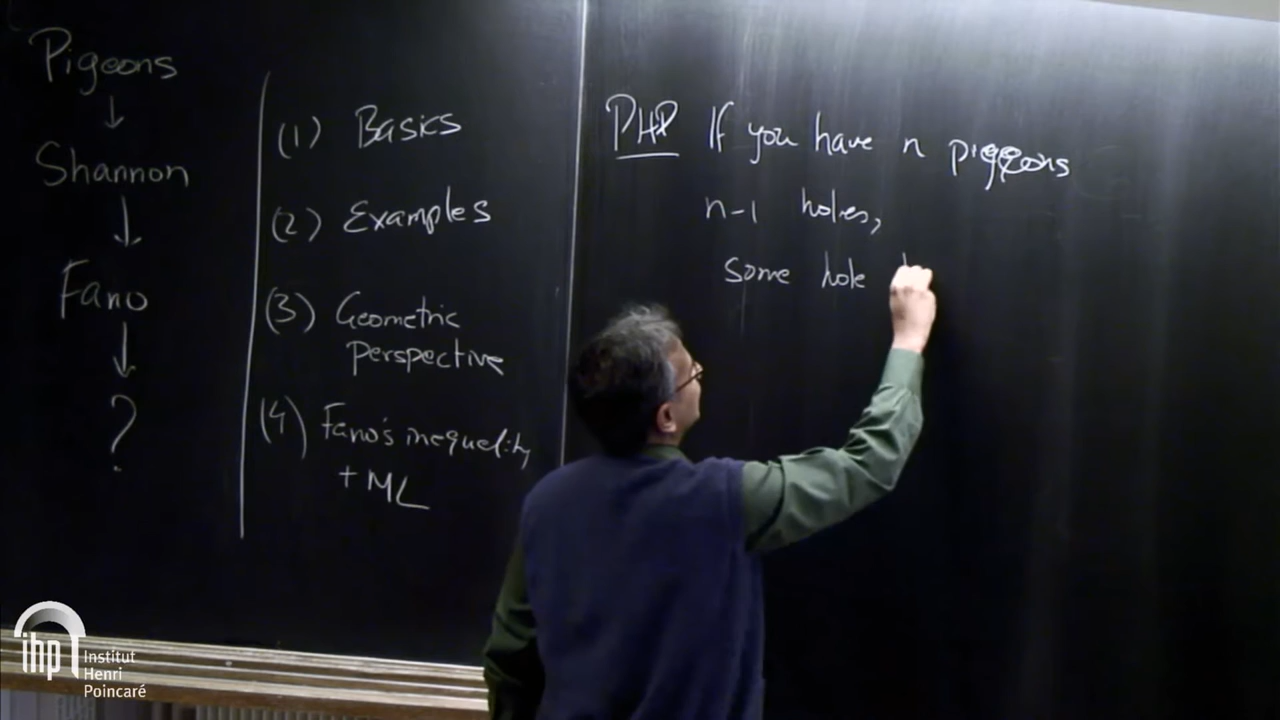 Pigeons
↓
Shannon
↓
Fano
↓
?
(1) Basics
(2) Examples
(3) Geometric
perspective
(4) Fano's inequality
+ ML
PHP If you have n pigeons
n-1 holes,
some hole
ihp Institut
Henri
Poincaré